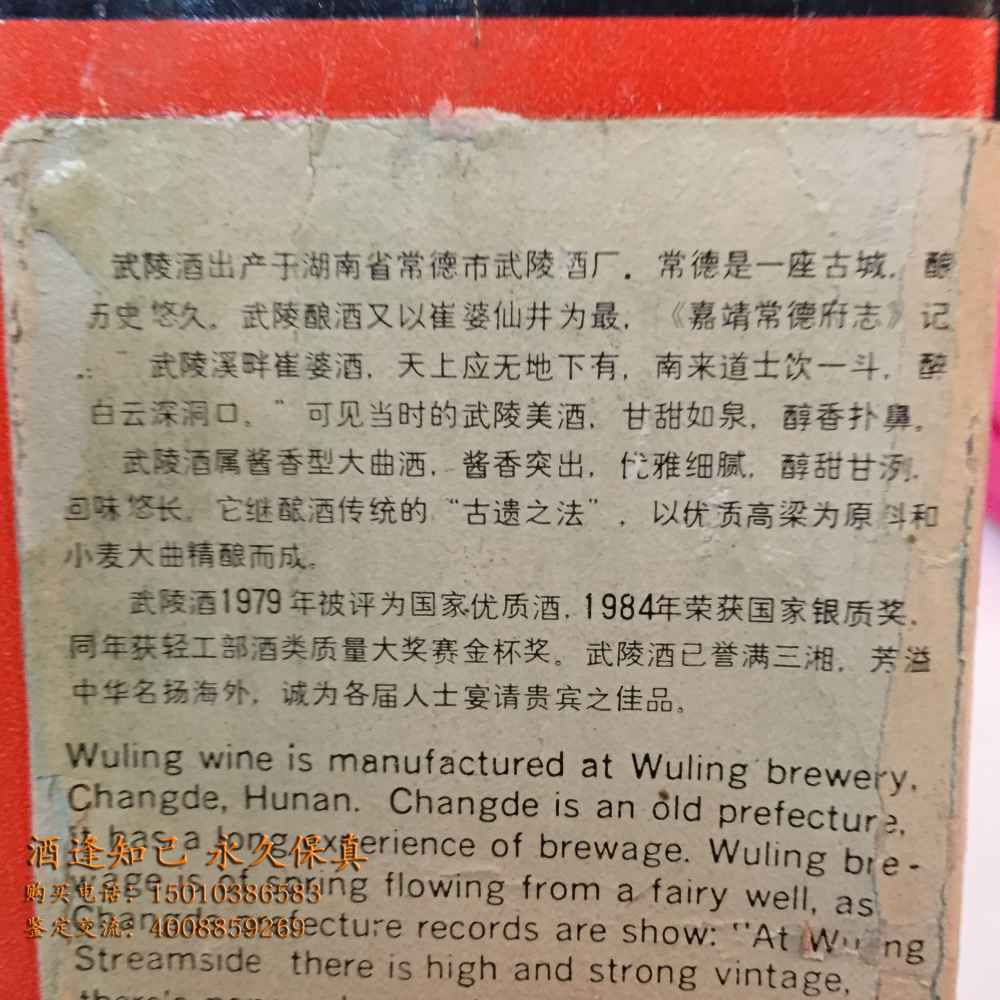 武陵酒出产于湖南省常德市武陵酒厂。常德是一座古城，酿
历史悠久。武陵酿酒又以崔婆仙井为最，《嘉靖常德府志》记
武陵溪畔崔婆酒，天上应无地下有，南来道士饮一斗，醉
白云深洞口。”可见当时的武陵美酒，甘甜如泉，醇香扑鼻。
武陵酒属酱香型大曲酒，酱香突出，优雅细腻，醇甜甘洌，
回味悠长。它继酿酒传统的“古遗之法”，以优质高粱为原料和
小麦大曲精酿而成。
武陵酒1979年被评为国家优质酒，1984年荣获国家银质奖，
同年获轻工部酒类质量大奖赛金杯奖。武陵酒已誉满三湘，芳溢
中华名扬海外，诚为各届人士宴请贵宾之佳品。
Wuling wine is manufactured at Wuling brewery,
Changde, Hunan. Changde is an old prefecture,
It has a long experience of brewage. Wuling bre-
wage is of spring flowing from a fairy well, as
Changde prefecture records are show: "At Wuling
Streamside there is high and strong vintage,
酒逢知己 永久保真
购买电话：15010386583
鉴定交流：4008859269